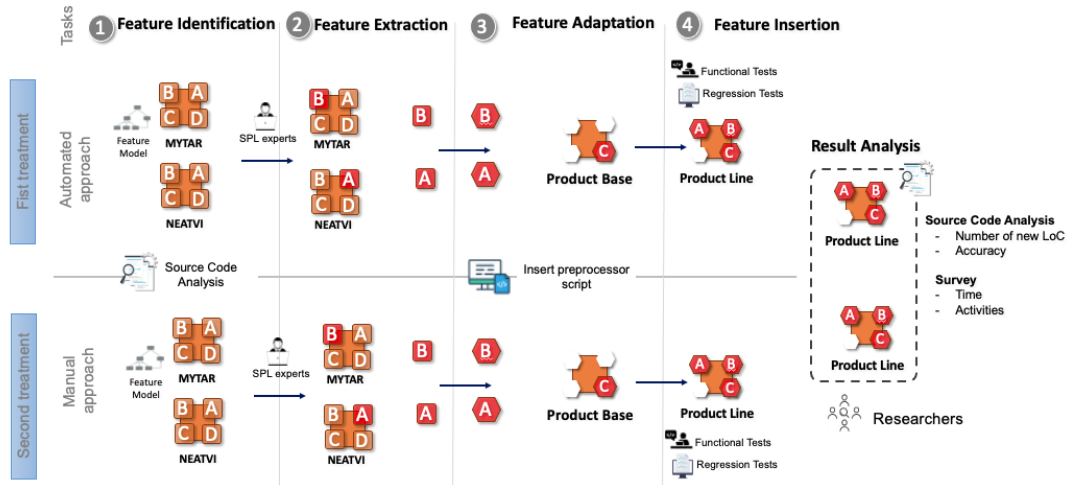 Tasks
1 Feature Identification
2 Feature Extraction
3 Feature Adaptation
4 Feature Insertion
Fist treatment
Automated
approach
Feature
Model
B A
C D
MYTAR
B A
C D
NEATVI
SPL experts
B A
C D
MYTAR
B A
C D
NEATVI
B
A
B
A
C
Product Base
Functional Tests
Regression Tests
A B
C
Product Line
Source Code
Analysis
Insert preprocessor
script
Second treatment
Manual
approach
Feature
Model
B A
C D
MYTAR
B A
C D
NEATVI
SPL experts
B A
C D
MYTAR
B A
C D
NEATVI
B
A
B
A
C
Product Base
A B
C
Product Line
Functional Tests
Regression Tests
Result Analysis
A B
C
Product Line
A B
C
Product Line
Source Code Analysis
- Number of new LoC
- Accuracy
Survey
- Time
- Activities
Researchers